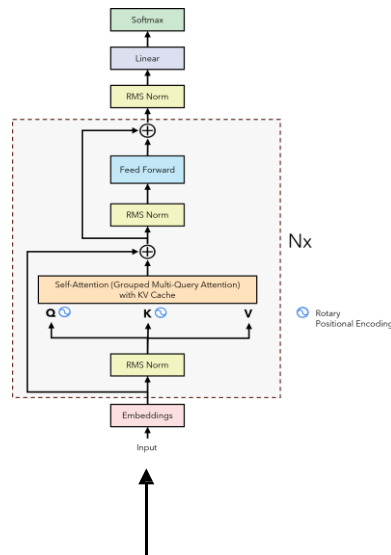 Softmax
Linear
RMS Norm
Feed Forward
RMS Norm
Nx
Self-Attention (Grouped Multi-Query Attention)
with KV Cache
Q K V
Rotary
Positional Encoding
RMS Norm
Embeddings
Input